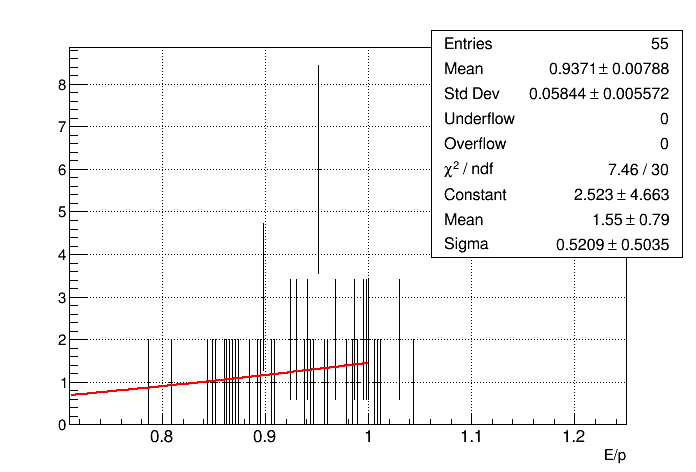 Entries 55
Mean 0.9371 ± 0.00788
Std Dev 0.05844 ± 0.005572
Underflow 0
Overflow 0
χ² / ndf 7.46 / 30
Constant 2.523 ± 4.663
Mean 1.55 ± 0.79
Sigma 0.5209 ± 0.5035
8
7
6
5
4
3
2
1
0
0.8 0.9 1 1.1 1.2
E/p